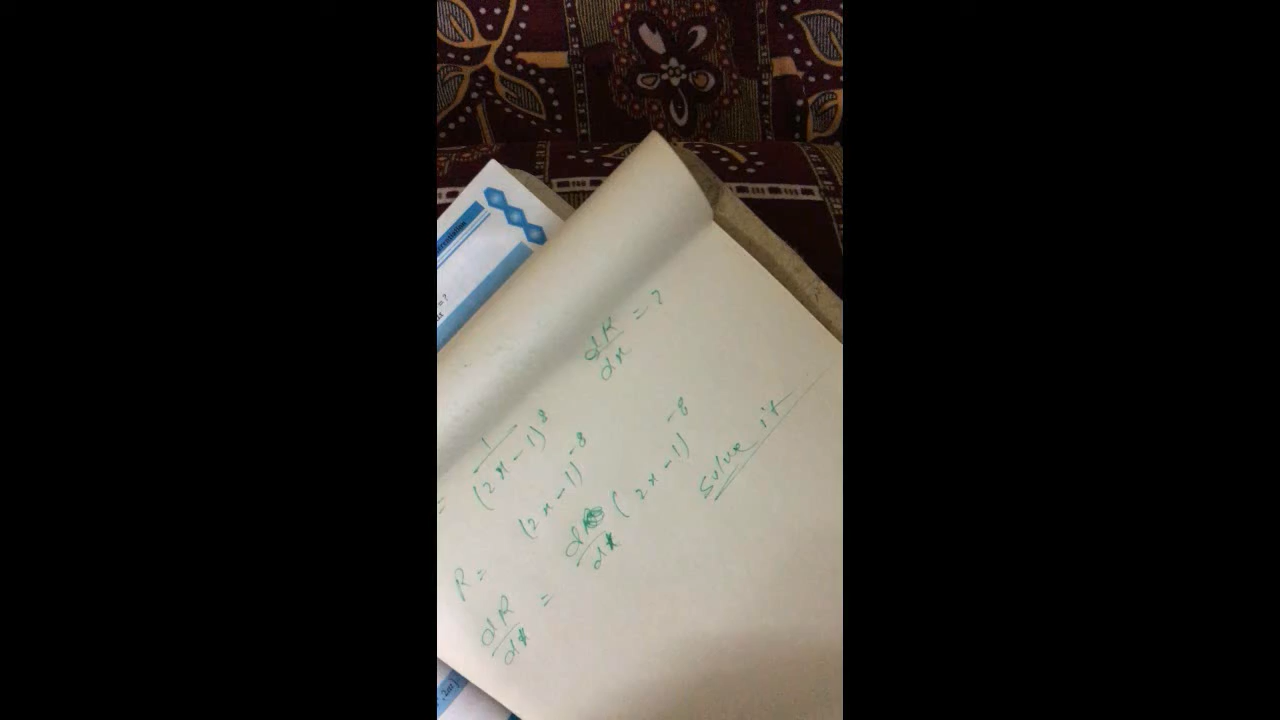 = 1/(2x-1)^8 dR/dx = ?
R = (2x-1)^-8
dR/dx = d/dx (2x-1)^-8
Solve it